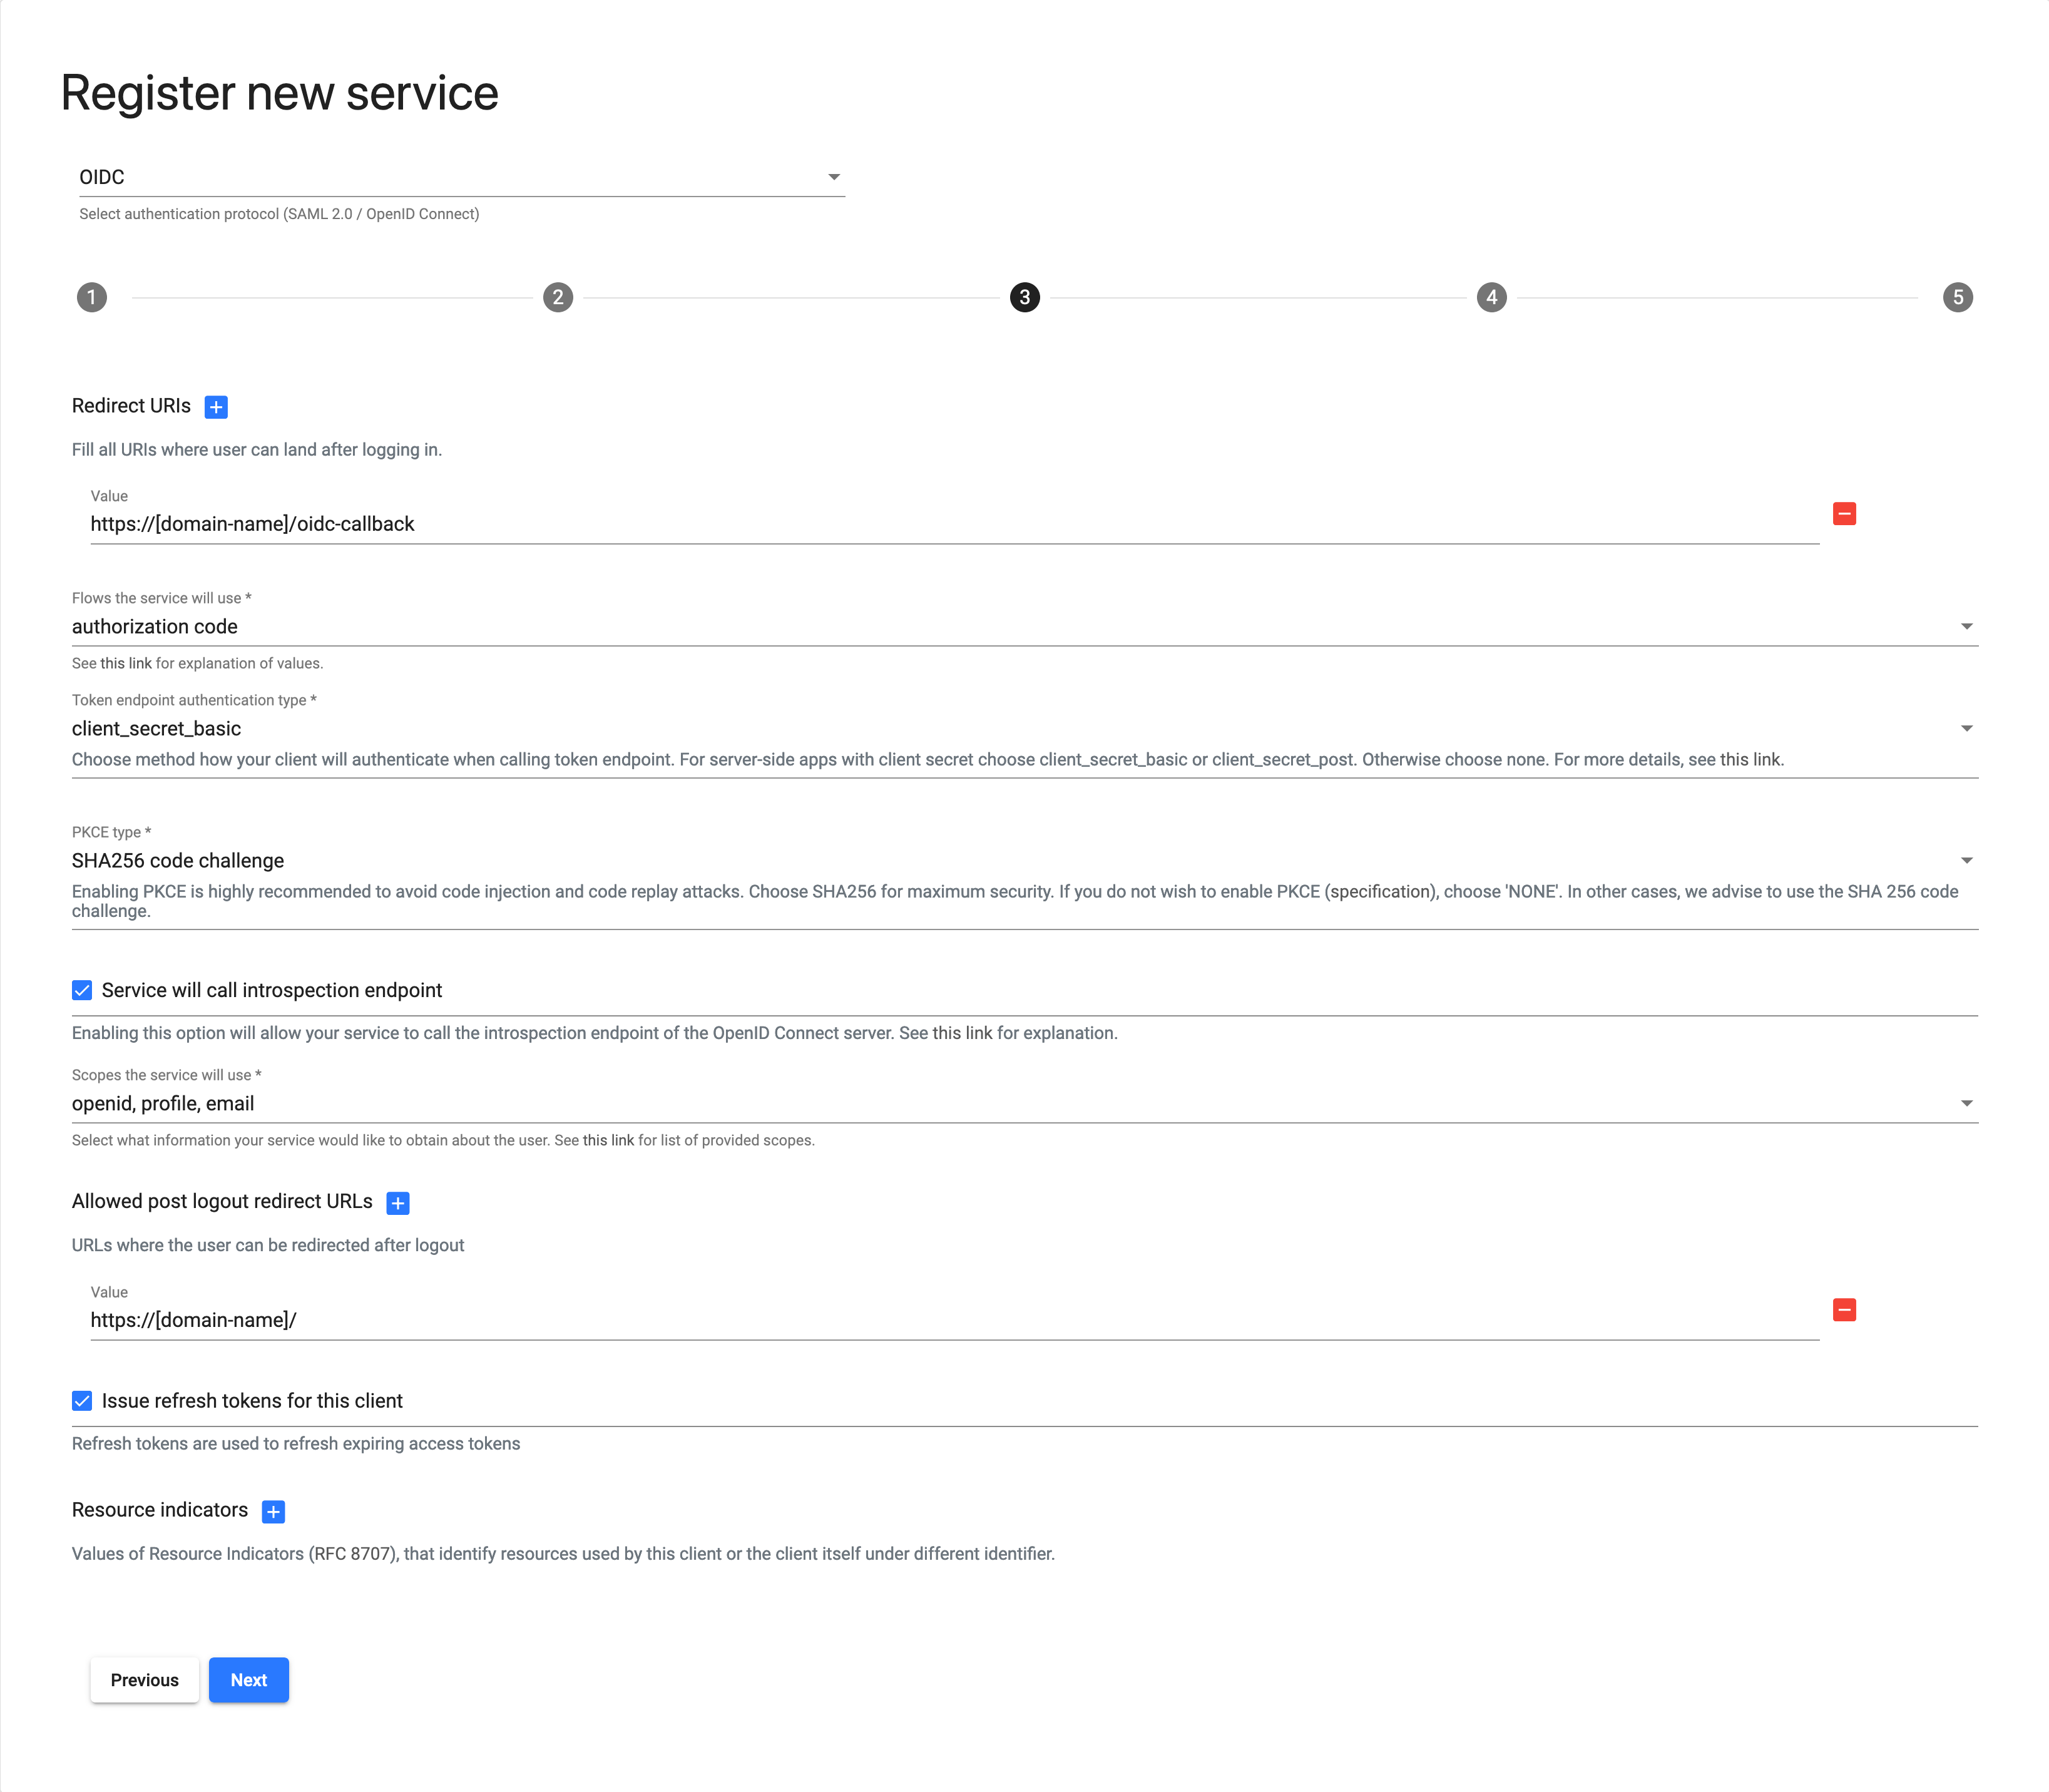 Register new service
OIDC
Select authentication protocol (SAML 2.0 / OpenID Connect)
1 2 3 4 5
Redirect URIs
Fill all URIs where user can land after logging in.
Value
https://[domain-name]/oidc-callback
Flows the service will use *
authorization code
See this link for explanation of values.
Token endpoint authentication type *
client_secret_basic
Choose method how your client will authenticate when calling token endpoint. For server-side apps with client secret choose client_secret_basic or client_secret_post. Otherwise choose none. For more details, see this link.
PKCE type *
SHA256 code challenge
Enabling PKCE is highly recommended to avoid code injection and code replay attacks. Choose SHA256 for maximum security. If you do not wish to enable PKCE (specification), choose 'NONE'. In other cases, we advise to use the SHA 256 code
challenge.
Service will call introspection endpoint
Enabling this option will allow your service to call the introspection endpoint of the OpenID Connect server. See this link for explanation.
Scopes the service will use *
openid, profile, email
Select what information your service would like to obtain about the user. See this link for list of provided scopes.
Allowed post logout redirect URLs
URLs where the user can be redirected after logout
Value
https://[domain-name]/
Issue refresh tokens for this client
Refresh tokens are used to refresh expiring access tokens
Resource indicators
Values of Resource Indicators (RFC 8707), that identify resources used by this client or the client itself under different identifier.
Previous Next